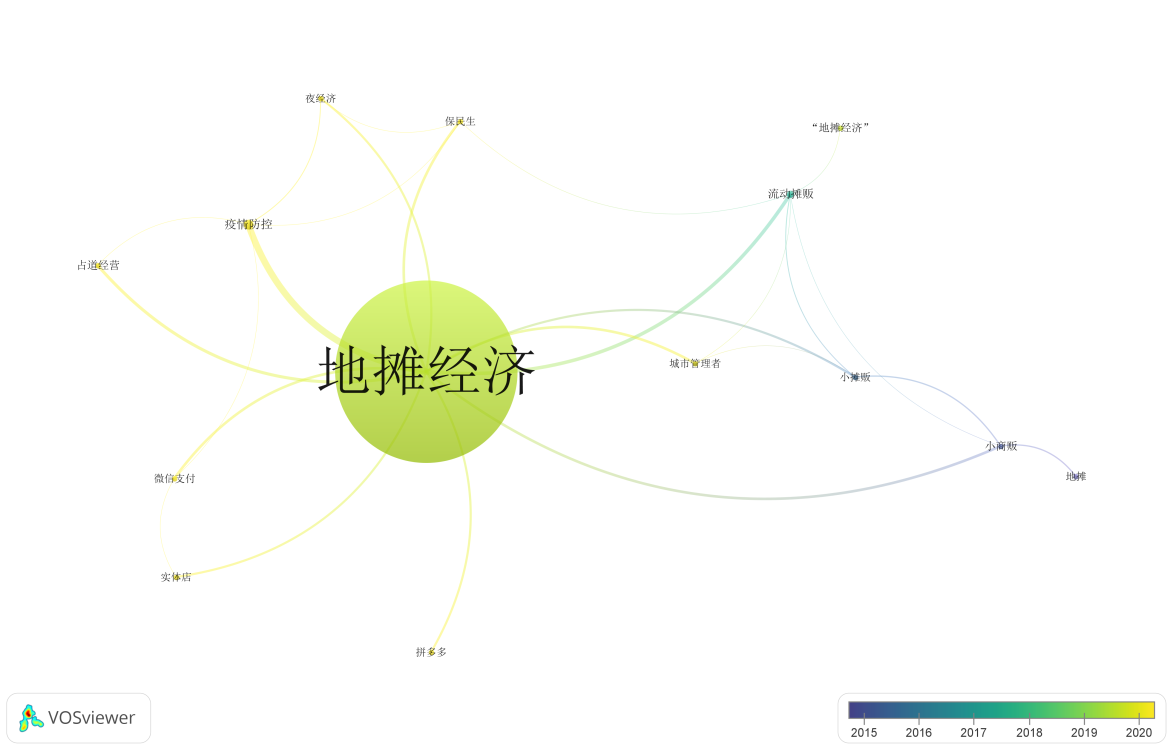 夜经济
保民生
“地摊经济”
流动摊贩
疫情防控
占道经营
地摊经济
城市管理者
小摊贩
小商贩
地摊
微信支付
实体店
拼多多
VOSviewer
2015 2016 2017 2018 2019 2020